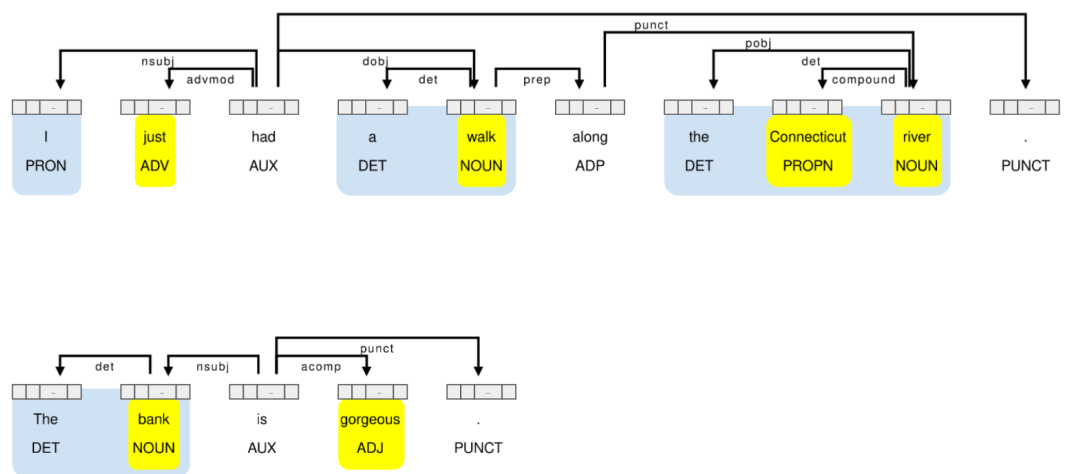 punct
pobj
nsubj dobj det
advmod det prep compound
I just had a walk along the Connecticut river .
PRON ADV AUX DET NOUN ADP DET PROPN NOUN PUNCT
punct
det nsubj acomp
The bank is gorgeous .
DET NOUN AUX ADJ PUNCT